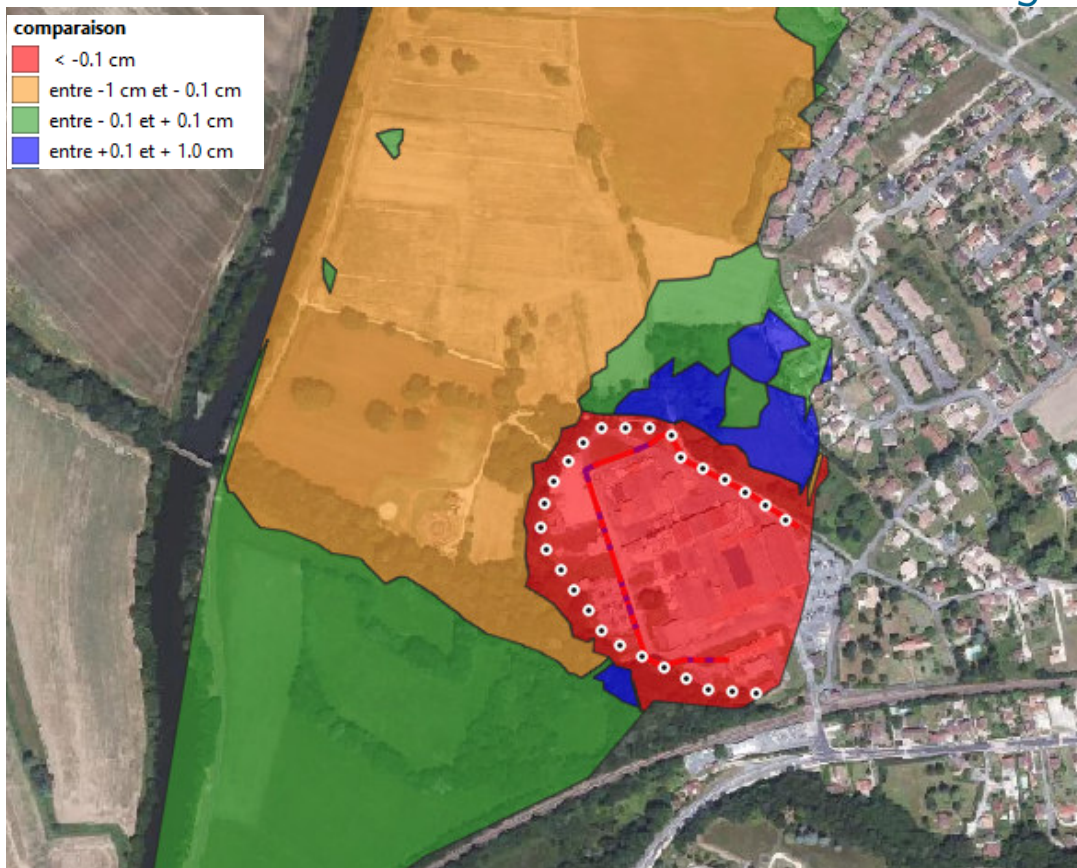 comparaison
< -0.1 cm
entre -1 cm et - 0.1 cm
entre - 0.1 et + 0.1 cm
entre +0.1 et + 1.0 cm